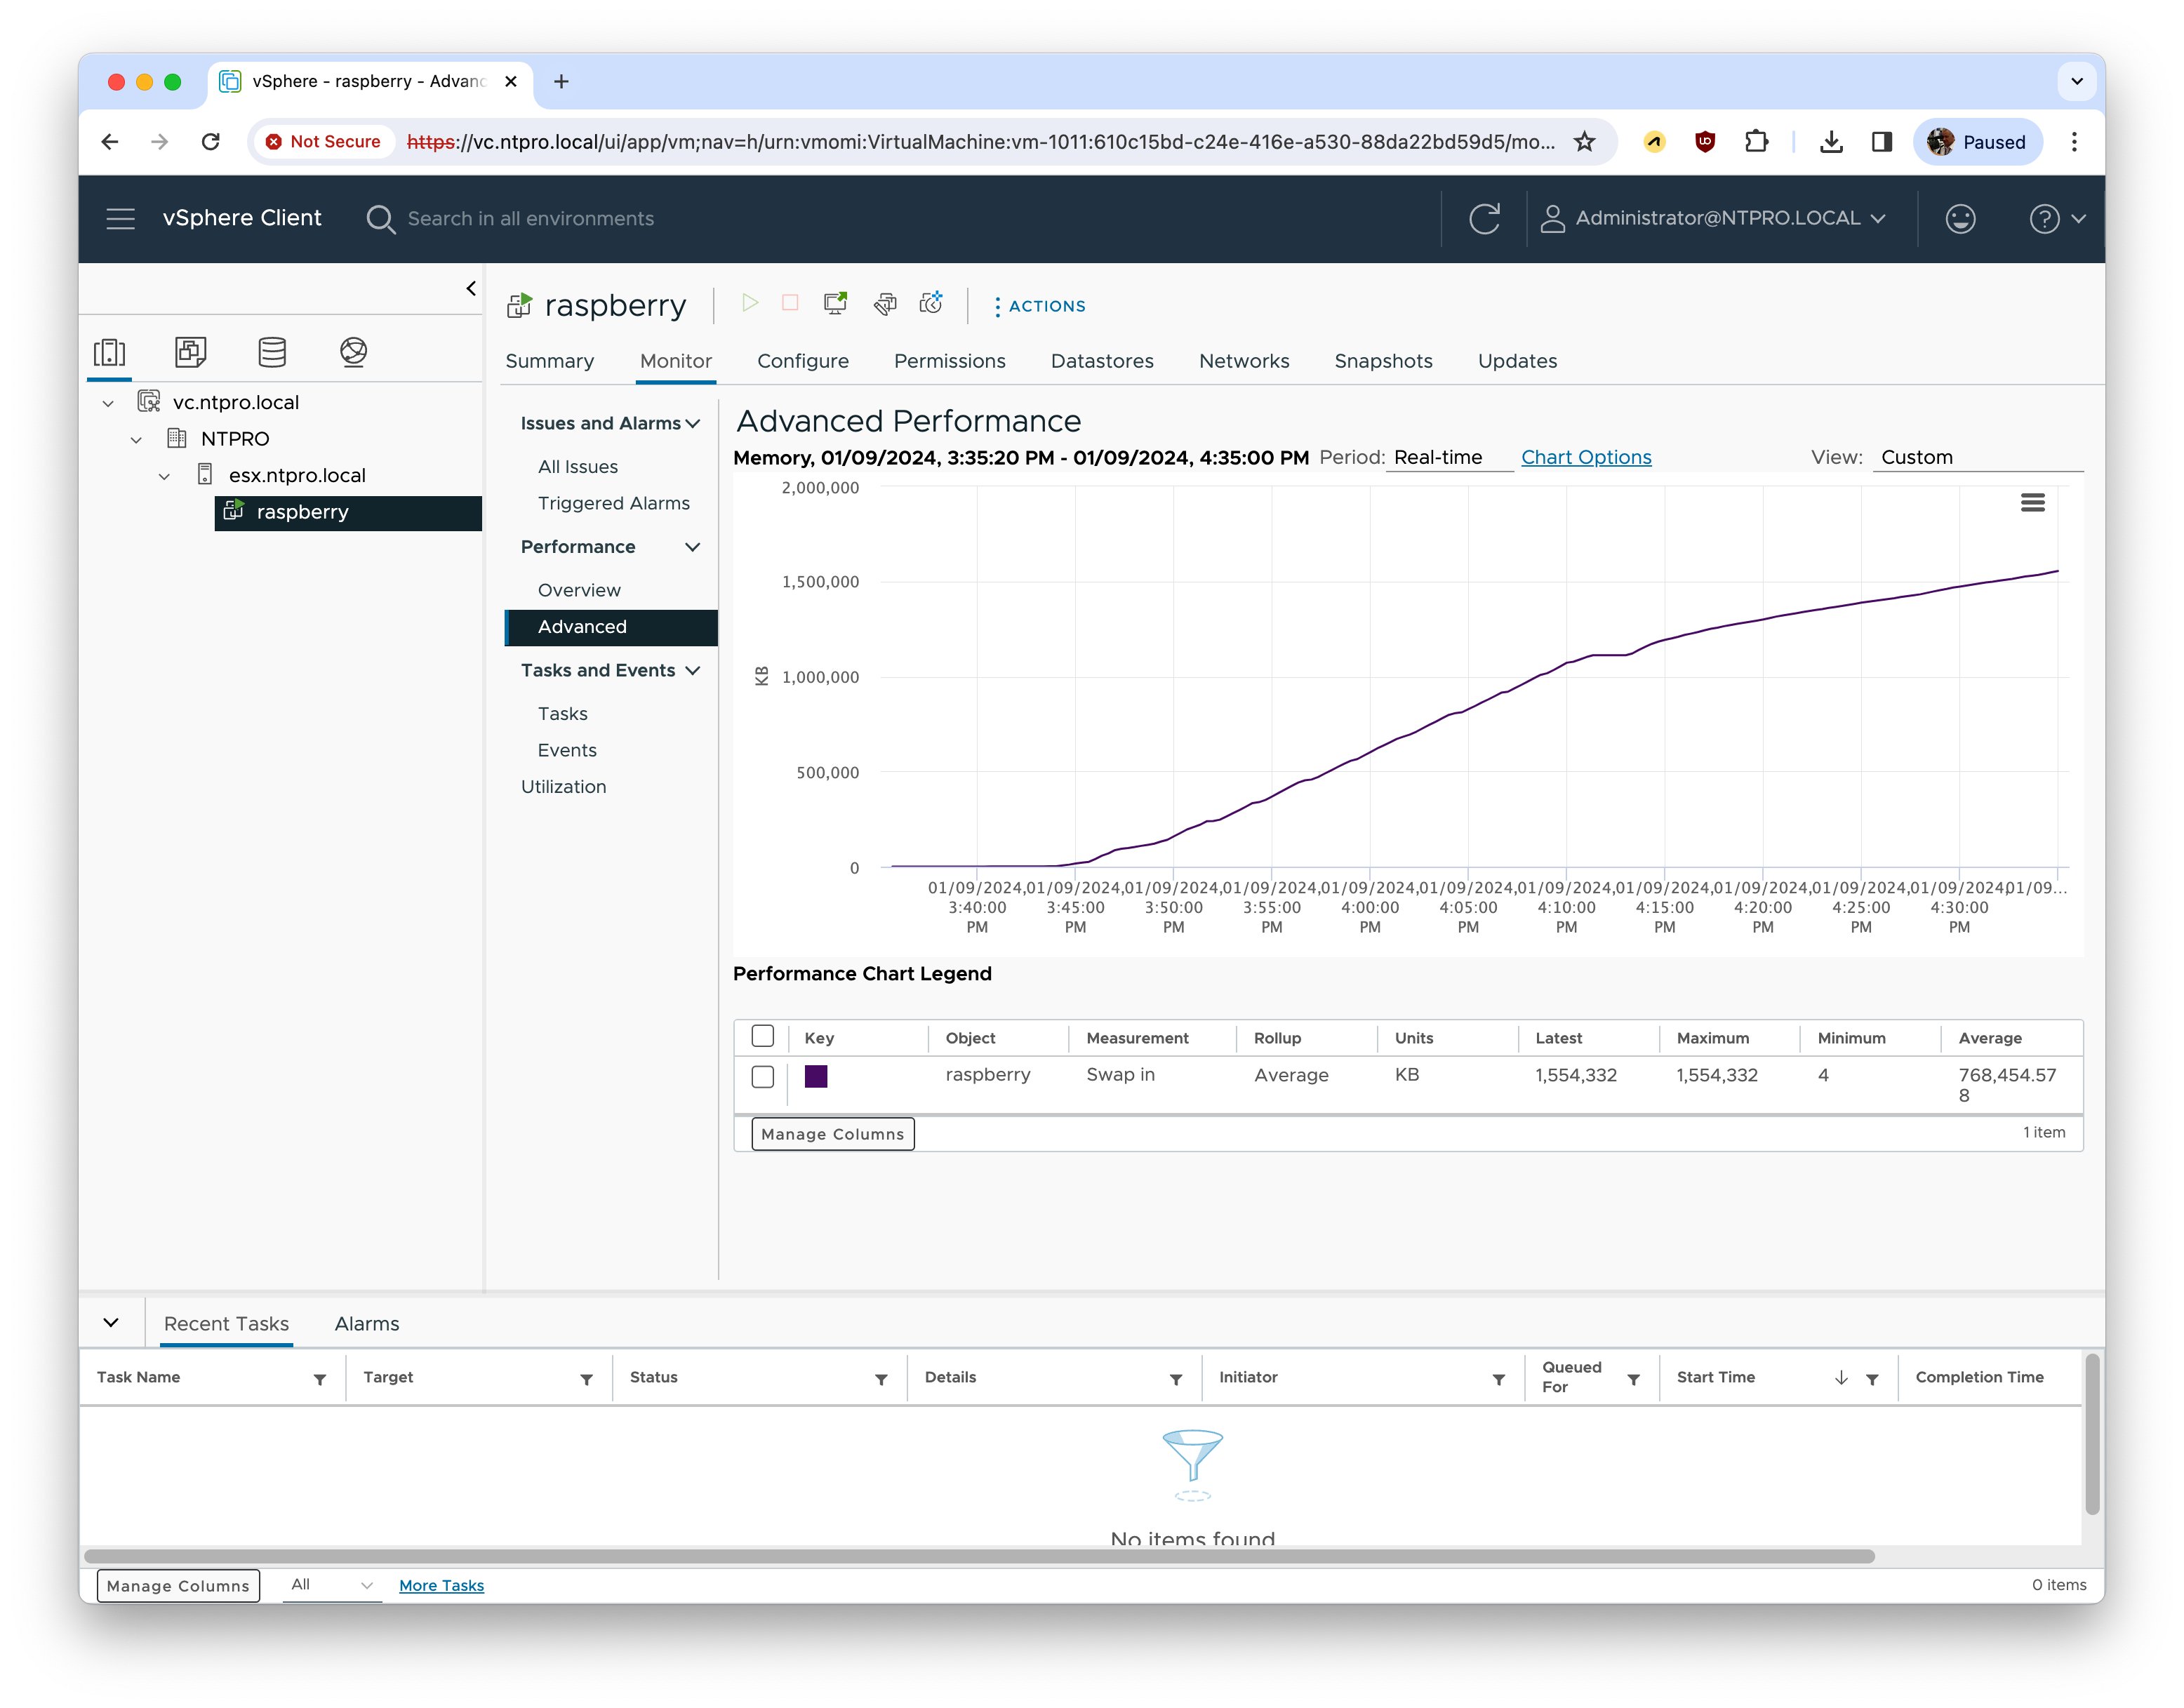 vSphere - raspberry - Advanc
Not Secure https://vc.ntpro.local/ui/app/vm;nav=h/urn:vmomi:VirtualMachine:vm-1011:610c15bd-c24e-416e-a530-88da22bd59d5/mo... Paused
vSphere Client Search in all environments Administrator@NTPRO.LOCAL
raspberry ACTIONS
Summary Monitor Configure Permissions Datastores Networks Snapshots Updates
vc.ntpro.local
NTPRO
esx.ntpro.local
raspberry
Issues and Alarms
All Issues
Triggered Alarms
Performance
Overview
Advanced
Tasks and Events
Tasks
Events
Utilization
Advanced Performance
Memory, 01/09/2024, 3:35:20 PM - 01/09/2024, 4:35:00 PM Period: Real-time Chart Options View: Custom
2,000,000
1,500,000
KB 1,000,000
500,000
0
01/09/2024, 01/09/2024, 01/09/2024, 01/09/2024, 01/09/2024, 01/09/2024, 01/09/2024, 01/09/2024, 01/09/2024, 01/09/2024, 01/09/2024, 01/09...
3:40:00 3:45:00 3:50:00 3:55:00 4:00:00 4:05:00 4:10:00 4:15:00 4:20:00 4:25:00 4:30:00
PM PM PM PM PM PM PM PM PM PM PM
Performance Chart Legend
Key Object Measurement Rollup Units Latest Maximum Minimum Average
raspberry Swap in Average KB 1,554,332 1,554,332 4 768,454.57
8
Manage Columns 1 item
Recent Tasks Alarms
Task Name Target Status Details Initiator Queued For Start Time Completion Time
No items found
Manage Columns All More Tasks 0 items